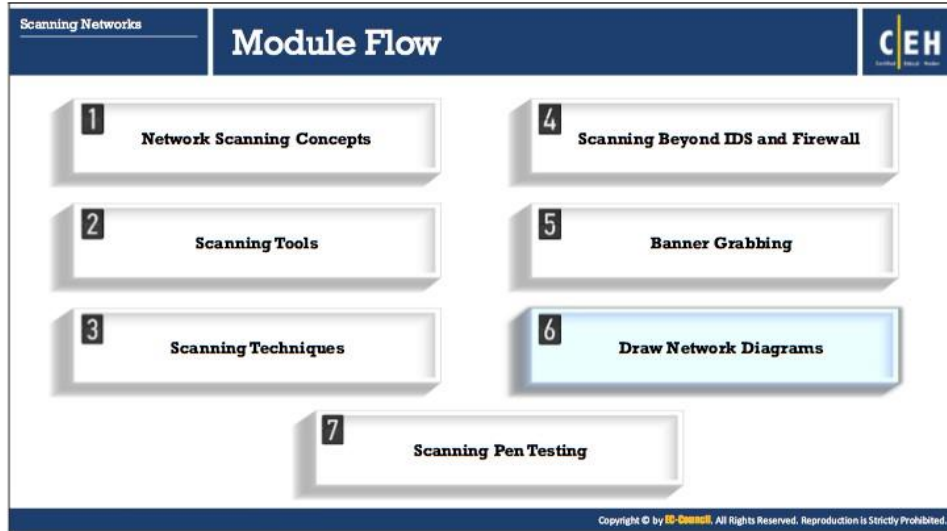 Scanning Networks
Module Flow
C|EH
1
Network Scanning Concepts
2
Scanning Tools
3
Scanning Techniques
4
Scanning Beyond IDS and Firewall
5
Banner Grabbing
6
Draw Network Diagrams
7
Scanning Pen Testing
Copyright © by EC-Council. All Rights Reserved. Reproduction is Strictly Prohibited.